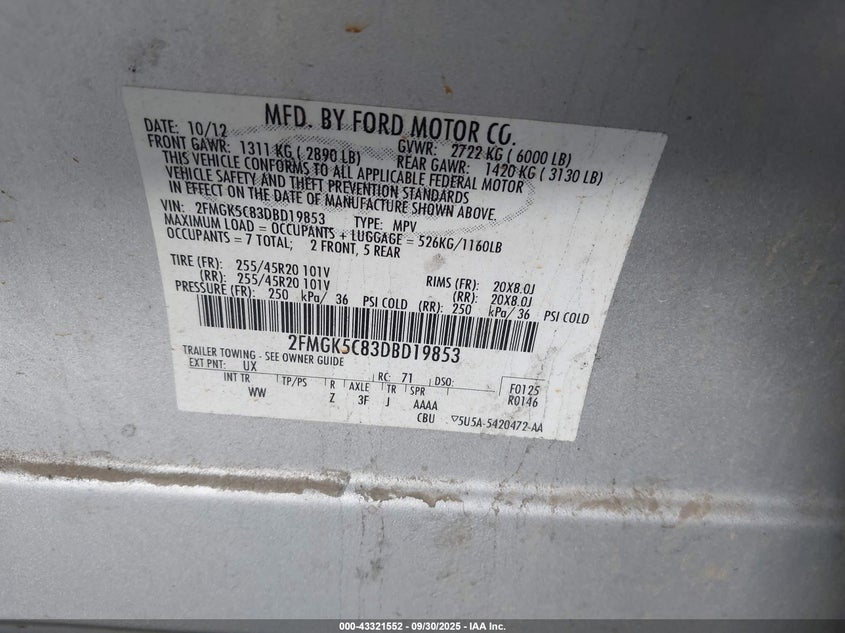 MFD. BY FORD MOTOR CO.
DATE: 10/12 GVWR: 2722 KG ( 6000 LB)
FRONT GAWR: 1311 KG ( 2890 LB) REAR GAWR: 1420 KG ( 3130 LB)
THIS VEHICLE CONFORMS TO ALL APPLICABLE FEDERAL MOTOR
VEHICLE SAFETY AND THEFT PREVENTION STANDARDS
IN EFFECT ON THE DATE OF MANUFACTURE SHOWN ABOVE.
VIN: 2FMGK5C83DBD19853 TYPE: MPV
MAXIMUM LOAD = OCCUPANTS + LUGGAGE = 526KG/1160LB
OCCUPANTS = 7 TOTAL; 2 FRONT, 5 REAR
TIRE (FR): 255/45R20 101V RIMS (FR): 20X8.0J
(RR): 255/45R20 101V (RR): 20X8.0J
PRESSURE (FR): 250 kPa/ 36 PSI COLD (RR): 250 kPa/36 PSI COLD
2FMGK5C83DBD19853
TRAILER TOWING - SEE OWNER GUIDE
EXT PNT: UX RC: 71 DSO: F0125
INT TR TP/PS R AXLE TR SPR R0146
WW Z 3F J AAAA
CBU 5U5A-5420472-AA
000-43321552 - 09/30/2025 - IAA Inc.